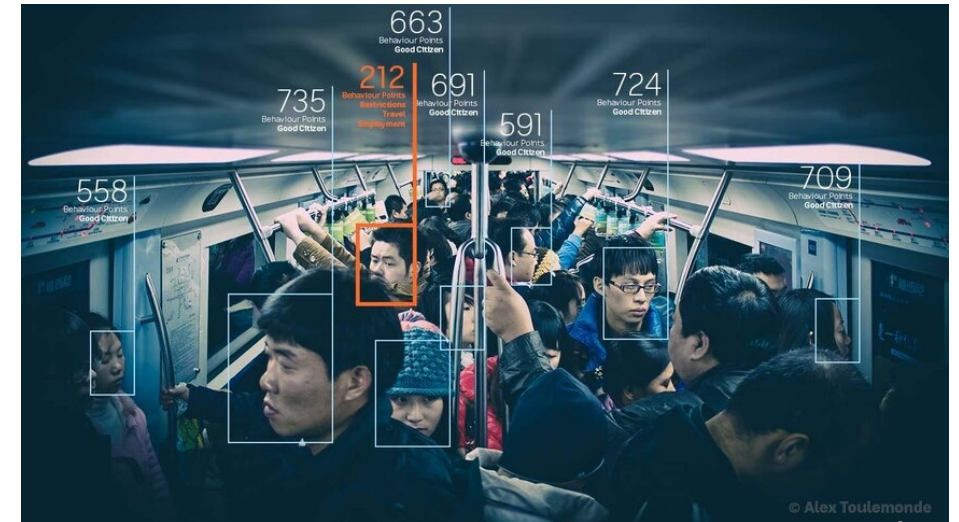 663
Behaviour Points
Good Citizen
212
Behaviour Points
Restrictions
Travel
Employment
691
Behaviour Points
Good Citizen
724
Behaviour Points
Good Citizen
735
Behaviour Points
Good Citizen
591
Behaviour Points
Good Citizen
709
Behaviour Points
Good Citizen
558
Behaviour Points
Good Citizen
© Alex Toulemonde